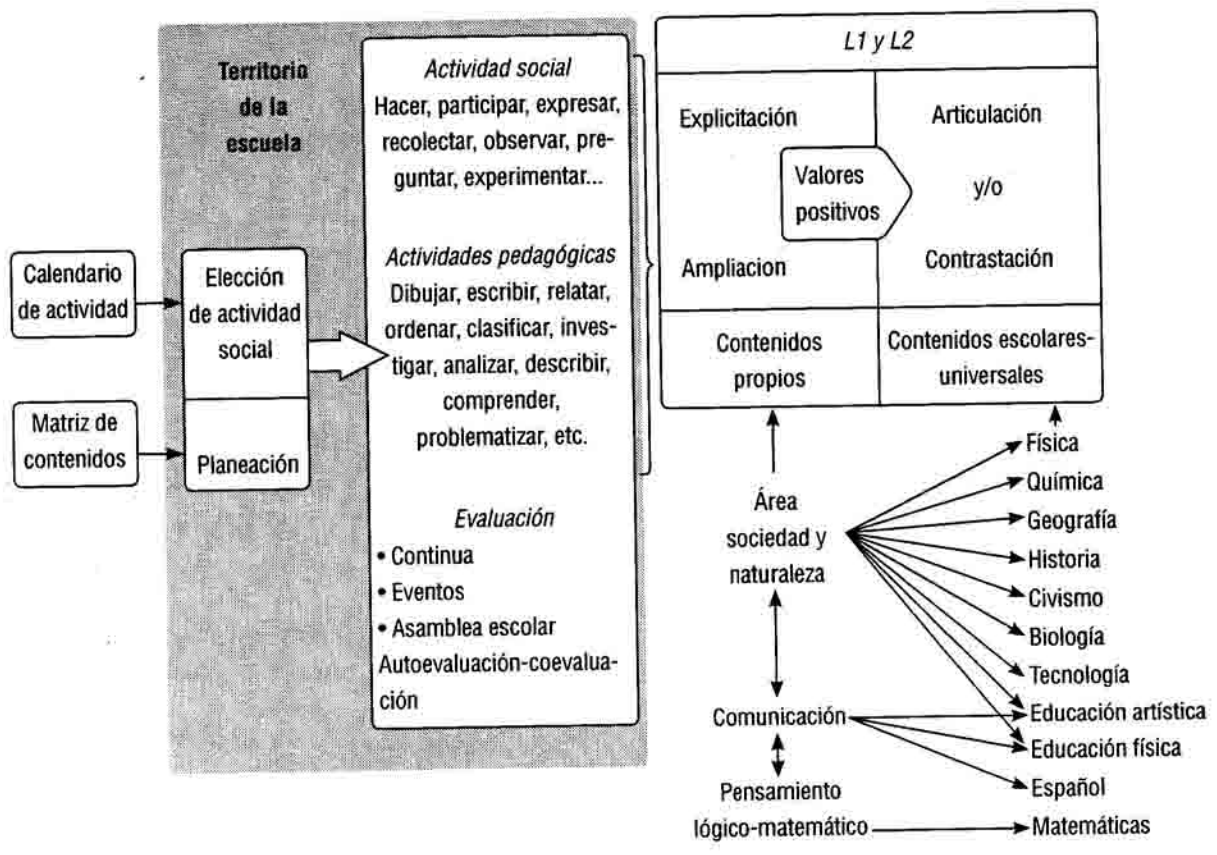 Territorio
de la
escuela
Calendario
de actividad
Matriz de
contenidos
Elección
de actividad
social
Planeación
Actividad social
Hacer, participar, expresar,
recolectar, observar, pre-
guntar, experimentar...
Actividades pedagógicas
Dibujar, escribir, relatar,
ordenar, clasificar, inves-
tigar, analizar, describir,
comprender,
problematizar, etc.
Evaluación
• Continua
• Eventos
• Asamblea escolar
Autoevaluación-coevalua-
ción
L1 y L2
Explicitación
Ampliacion
Valores
positivos
Articulación
y/o
Contrastación
Contenidos
propios
Contenidos escolares-
universales
Área
sociedad y
naturaleza
Comunicación
Pensamiento
lógico-matemático
Física
Química
Geografía
Historia
Civismo
Biología
Tecnología
Educación artística
Educación física
Español
Matemáticas